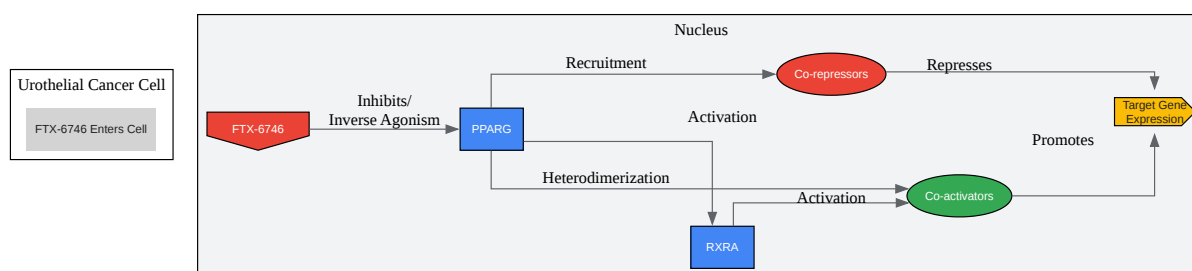 Nucleus
Urothelial Cancer Cell
FTX-6746 Enters Cell
FTX-6746
Inhibits/
Inverse Agonism
PPARG
Recruitment
Co-repressors
Represses
Activation
Target Gene
Expression
Promotes
Heterodimerization
Activation
Co-activators
RXRA